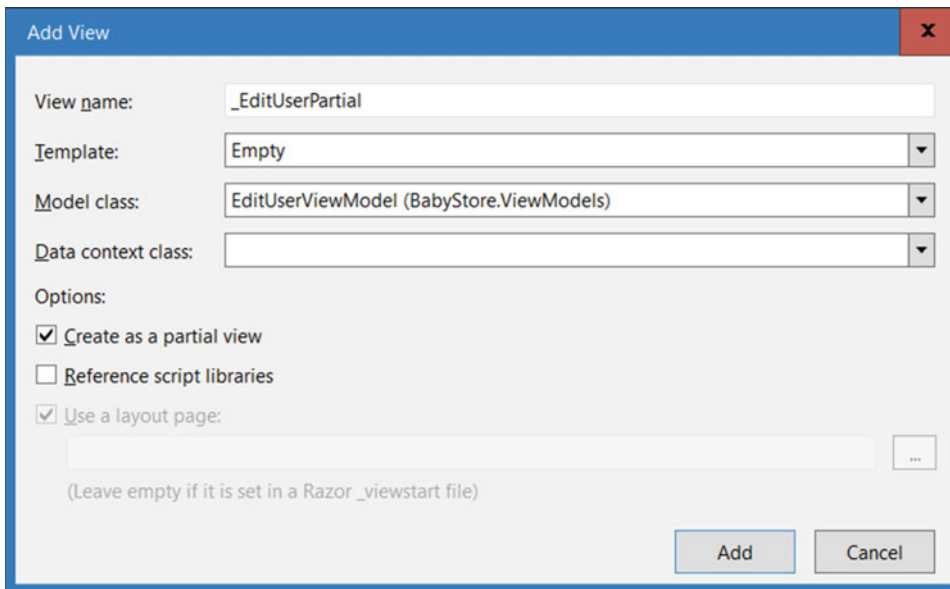 Add View
x
View name: _EditUserPartial
Template: Empty
Model class: EditUserViewModel (BabyStore.ViewModels)
Data context class:
Options:
Create as a partial view
Reference script libraries
Use a layout page:
...
(Leave empty if it is set in a Razor _viewstart file)
Add Cancel